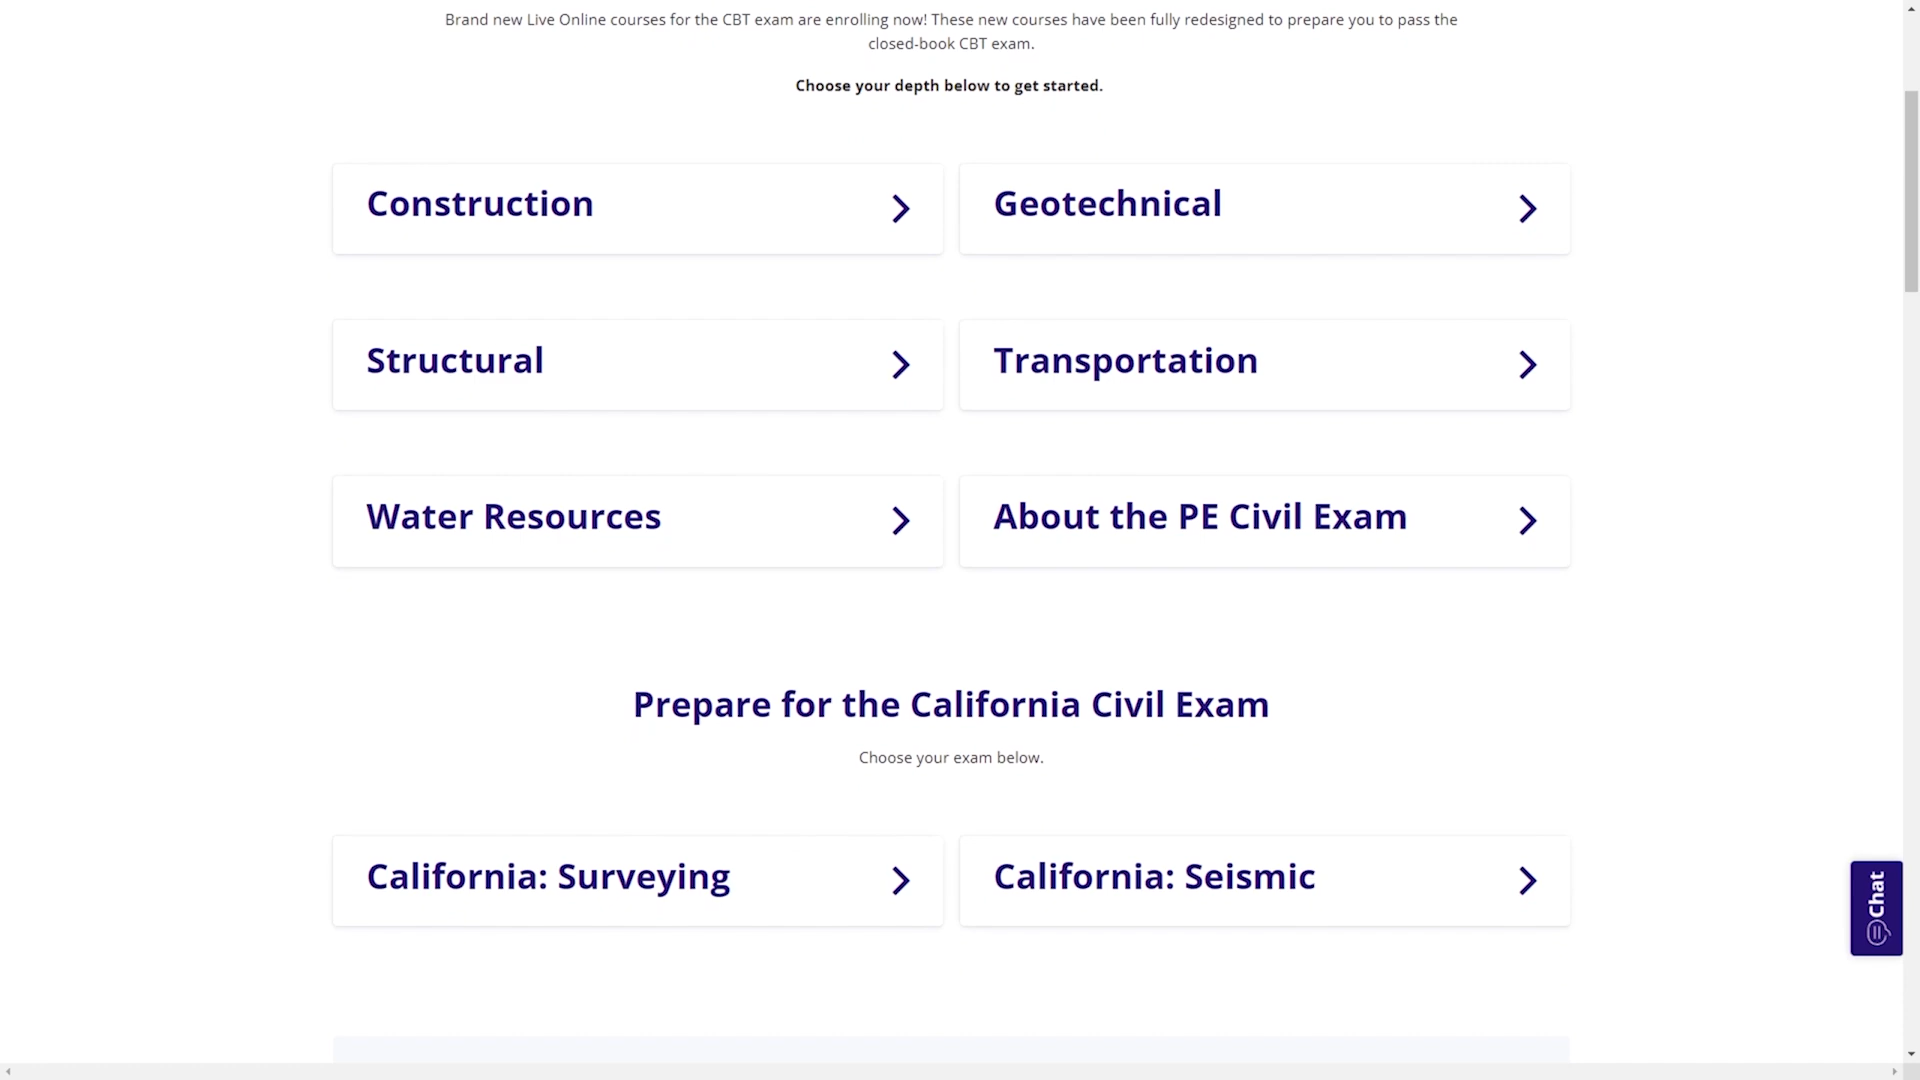 Brand new Live Online courses for the CBT exam are enrolling now! These new courses have been fully redesigned to prepare you to pass the
closed-book CBT exam.
Choose your depth below to get started.
Construction
Geotechnical
Structural
Transportation
Water Resources
About the PE Civil Exam
Prepare for the California Civil Exam
Choose your exam below.
California: Surveying
California: Seismic
Chat